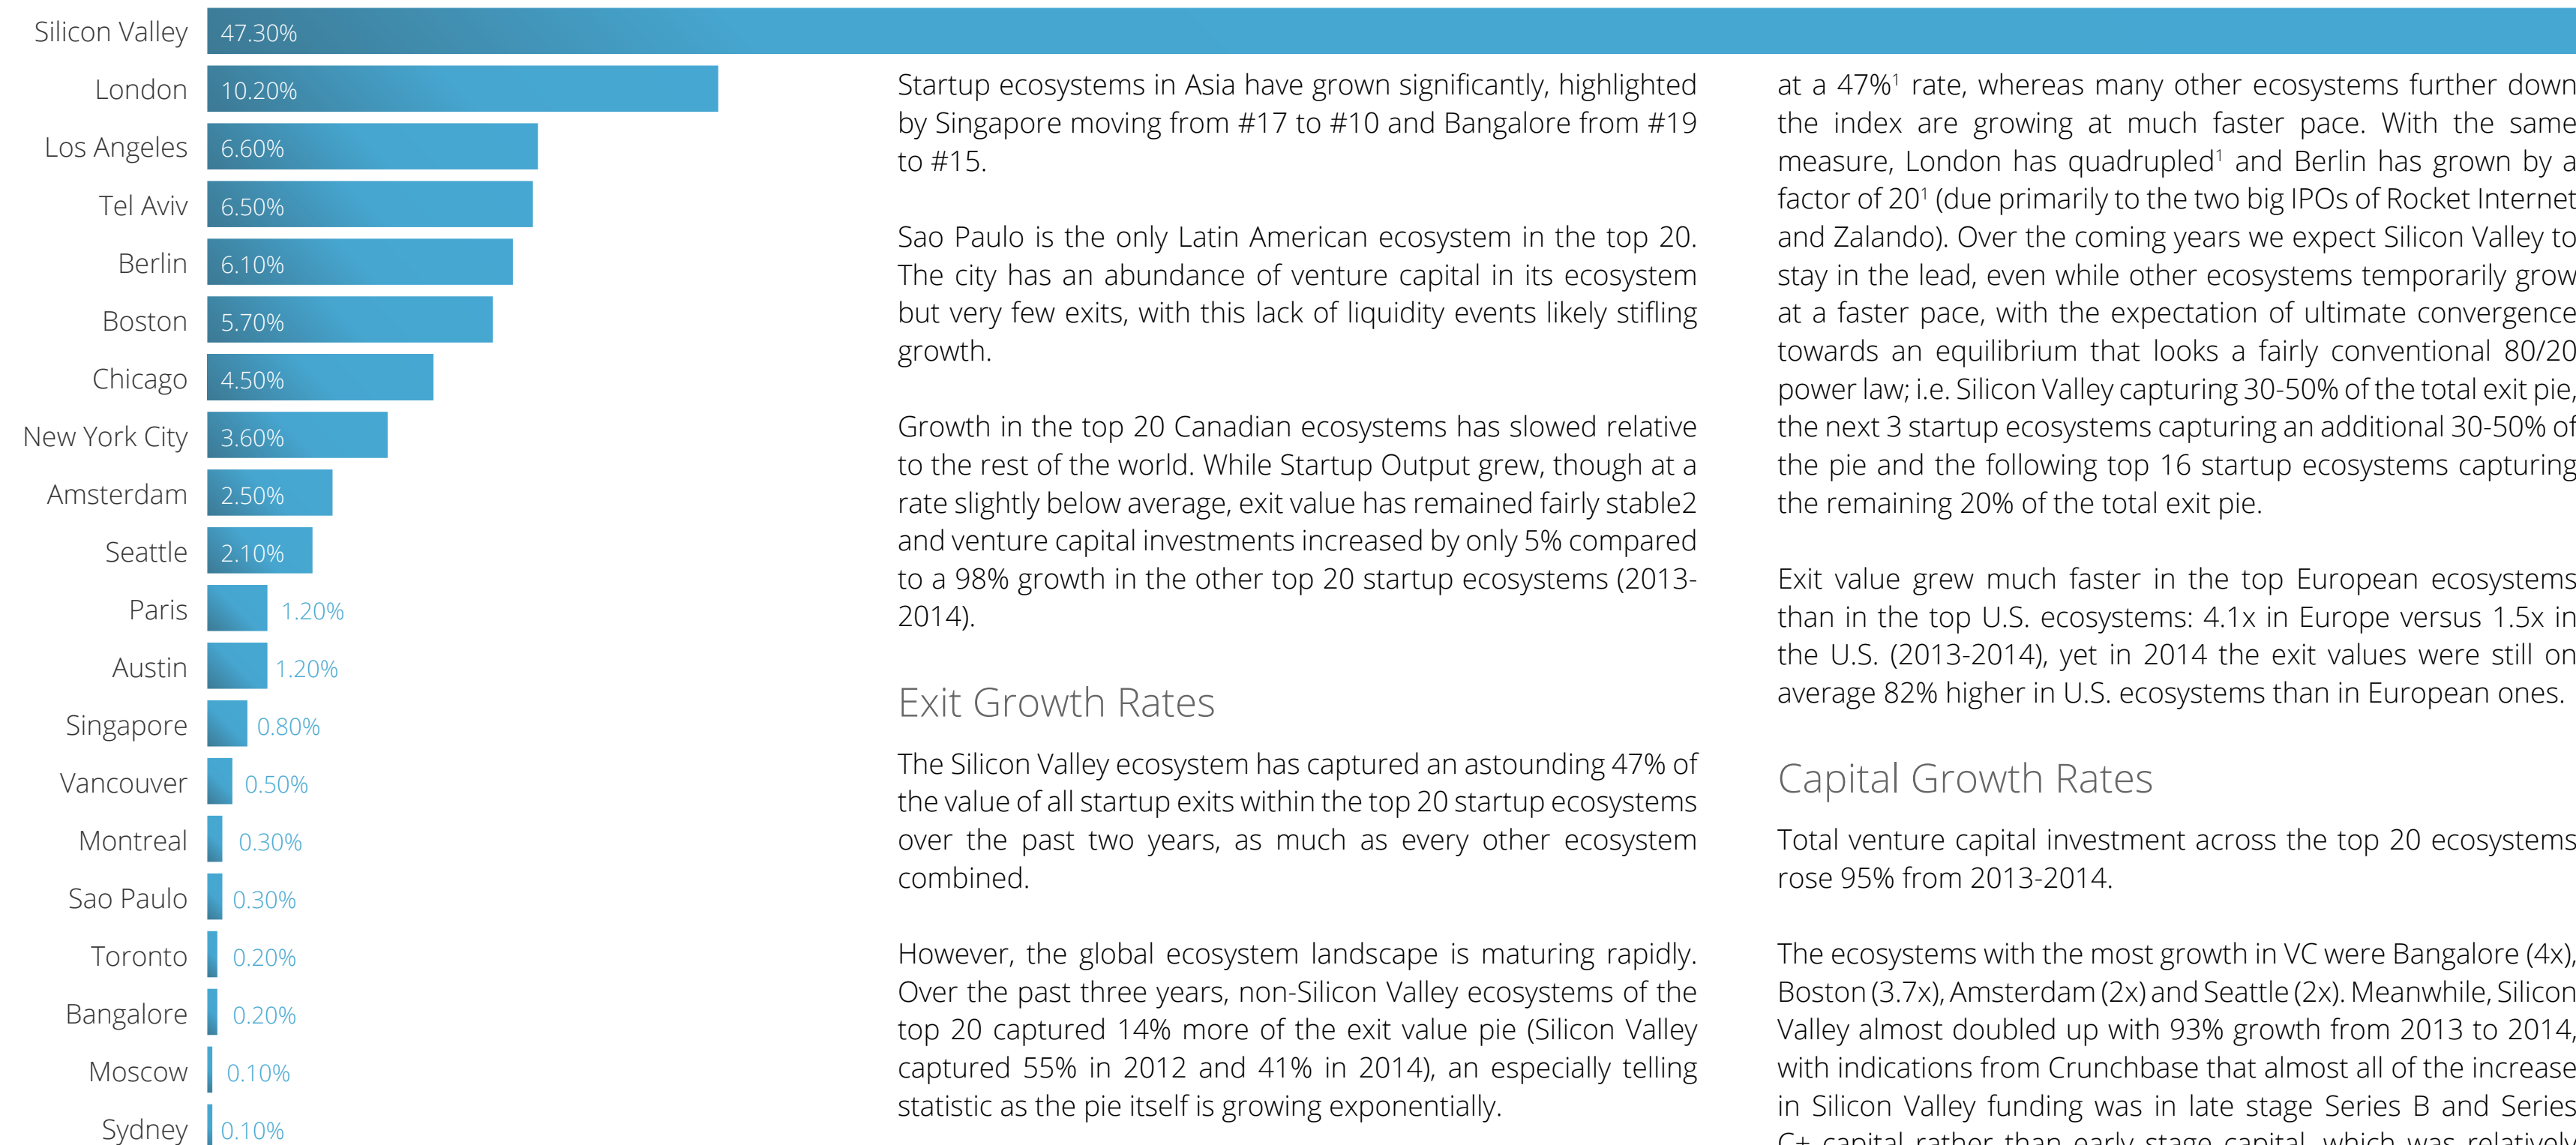 Silicon Valley 47.30%
London 10.20%
Los Angeles 6.60%
Tel Aviv 6.50%
Berlin 6.10%
Boston 5.70%
Chicago 4.50%
New York City 3.60%
Amsterdam 2.50%
Seattle 2.10%
Paris 1.20%
Austin 1.20%
Singapore 0.80%
Vancouver 0.50%
Montreal 0.30%
Sao Paulo 0.30%
Toronto 0.20%
Bangalore 0.20%
Moscow 0.10%
Sydney 0.10%
Startup ecosystems in Asia have grown significantly, highlighted
by Singapore moving from #17 to #10 and Bangalore from #19
to #15.
Sao Paulo is the only Latin American ecosystem in the top 20.
The city has an abundance of venture capital in its ecosystem
but very few exits, with this lack of liquidity events likely stifling
growth.
Growth in the top 20 Canadian ecosystems has slowed relative
to the rest of the world. While Startup Output grew, though at a
rate slightly below average, exit value has remained fairly stable2
and venture capital investments increased by only 5% compared
to a 98% growth in the other top 20 startup ecosystems (2013-
2014).
Exit Growth Rates
The Silicon Valley ecosystem has captured an astounding 47% of
the value of all startup exits within the top 20 startup ecosystems
over the past two years, as much as every other ecosystem
combined.
However, the global ecosystem landscape is maturing rapidly.
Over the past three years, non-Silicon Valley ecosystems of the
top 20 captured 14% more of the exit value pie (Silicon Valley
captured 55% in 2012 and 41% in 2014), an especially telling
statistic as the pie itself is growing exponentially.
at a 47%¹ rate, whereas many other ecosystems further down
the index are growing at much faster pace. With the same
measure, London has quadrupled¹ and Berlin has grown by a
factor of 20¹ (due primarily to the two big IPOs of Rocket Internet
and Zalando). Over the coming years we expect Silicon Valley to
stay in the lead, even while other ecosystems temporarily grow
at a faster pace, with the expectation of ultimate convergence
towards an equilibrium that looks a fairly conventional 80/20
power law; i.e. Silicon Valley capturing 30-50% of the total exit pie,
the next 3 startup ecosystems capturing an additional 30-50% of
the pie and the following top 16 startup ecosystems capturing
the remaining 20% of the total exit pie.
Exit value grew much faster in the top European ecosystems
than in the top U.S. ecosystems: 4.1x in Europe versus 1.5x in
the U.S. (2013-2014), yet in 2014 the exit values were still on
average 82% higher in U.S. ecosystems than in European ones.
Capital Growth Rates
Total venture capital investment across the top 20 ecosystems
rose 95% from 2013-2014.
The ecosystems with the most growth in VC were Bangalore (4x),
Boston (3.7x), Amsterdam (2x) and Seattle (2x). Meanwhile, Silicon
Valley almost doubled up with 93% growth from 2013 to 2014,
with indications from Crunchbase that almost all of the increase
in Silicon Valley funding was in late stage Series B and Series
C+ capital rather than early stage capital, which was relatively